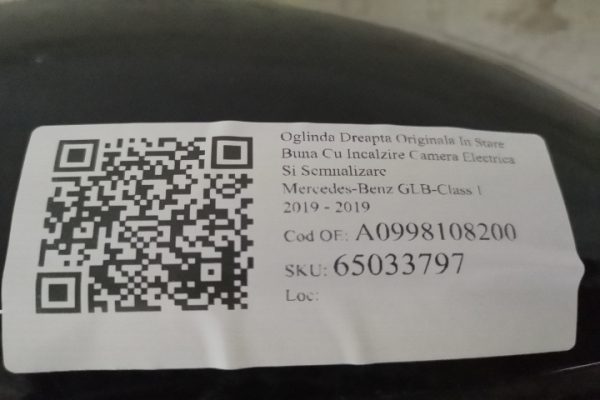 Oglinda Dreapta Originala In Stare
Buna Cu Incalzire Camera Electrica
Si Semnalizare
Mercedes-Benz GLB-Class 1
2019 - 2019
Cod OE: A0998108200
SKU: 65033797
Loc: